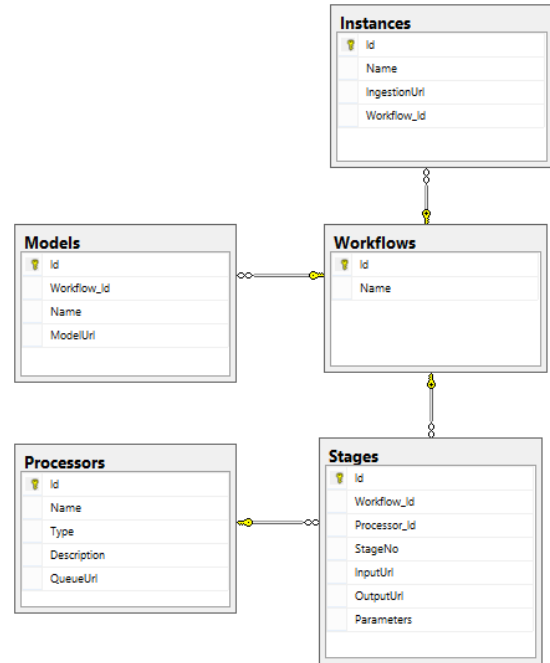 Instances
Id
Name
IngestionUrl
Workflow_Id
Models
Id
Workflow_Id
Name
ModelUrl
Workflows
Id
Name
Processors
Id
Name
Type
Description
QueueUrl
Stages
Id
Workflow_Id
Processor_Id
StageNo
InputUrl
OutputUrl
Parameters